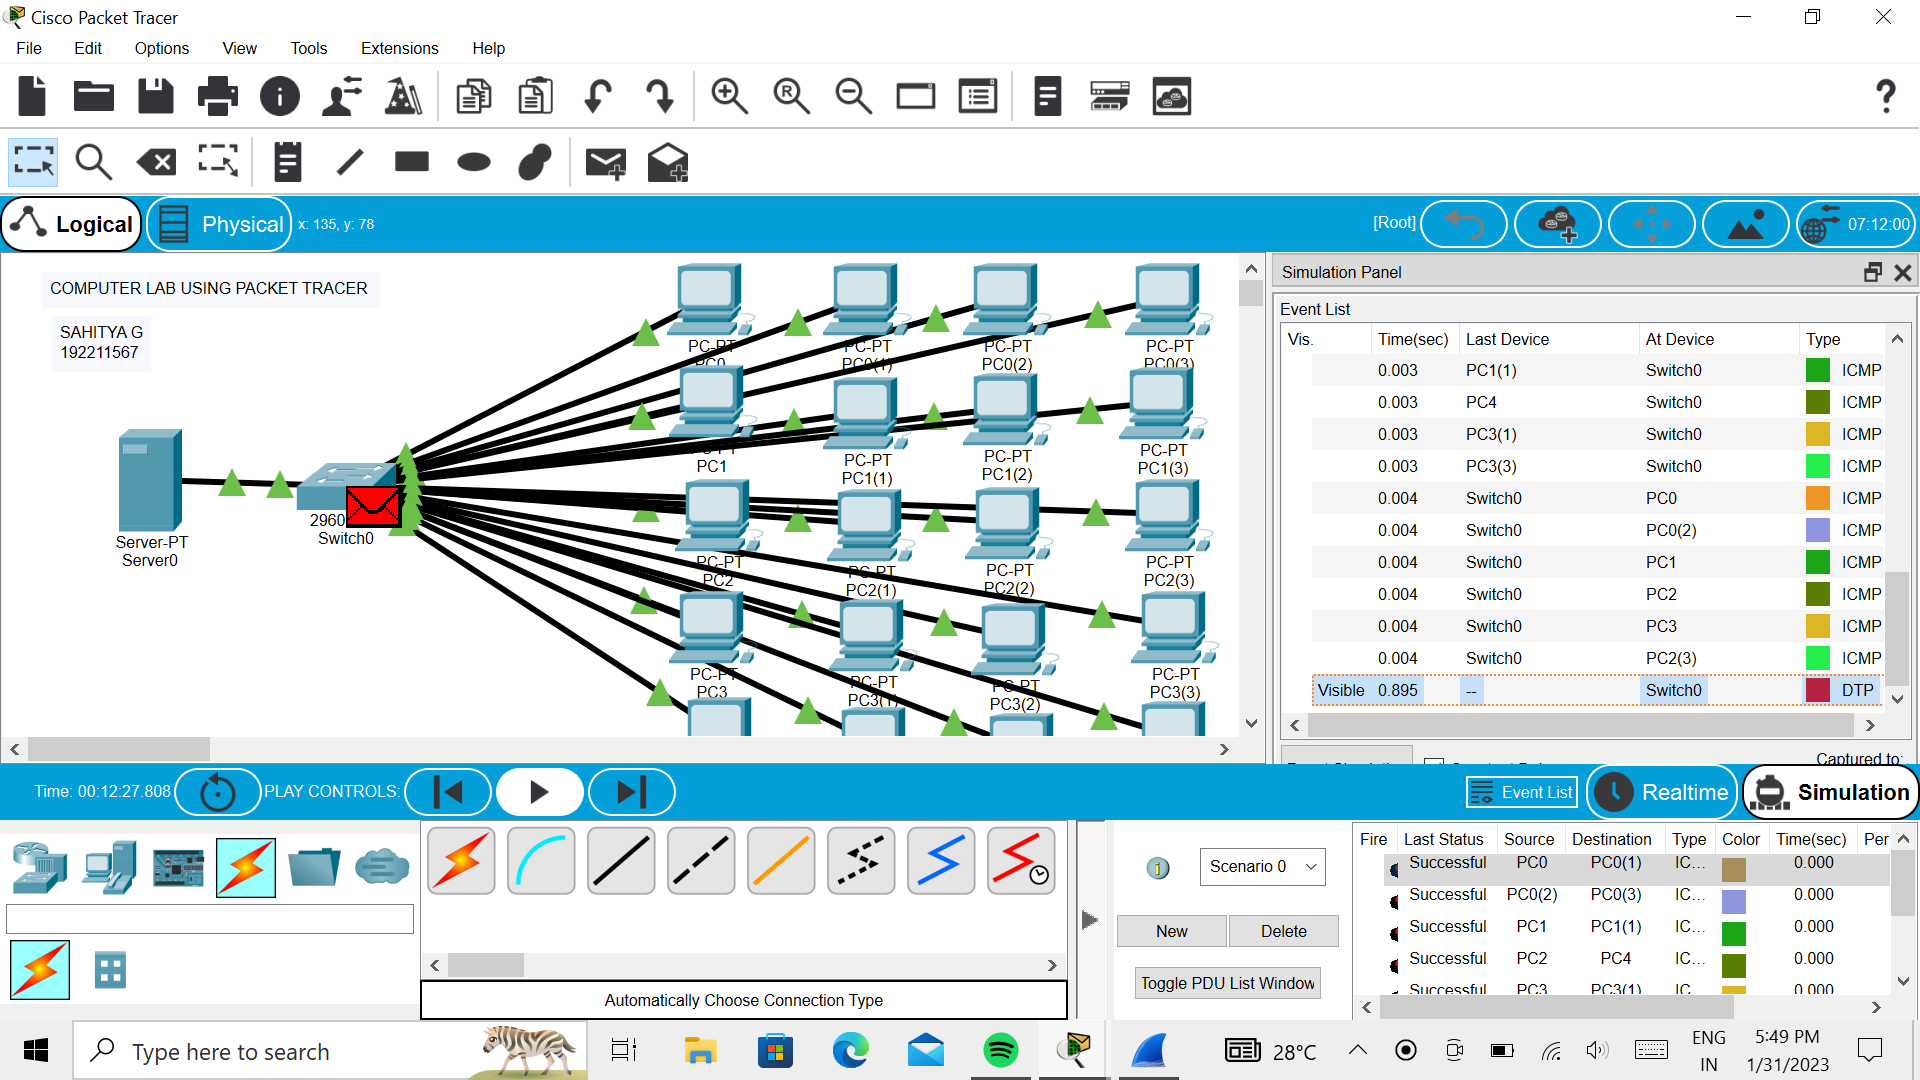 Cisco Packet Tracer
File Edit Options View Tools Extensions Help
Logical Physical x: 135, y: 78 [Root] 07:12:00
COMPUTER LAB USING PACKET TRACER
SAHITYA G
192211567
Server-PT
Server0
2960
Switch0
PC-PT PC-PT PC-PT PC-PT
PC0 PC0(1) PC0(2) PC0(3)
PC-PT PC-PT PC-PT PC-PT
PC1 PC1(1) PC1(2) PC1(3)
PC-PT PC-PT PC-PT PC-PT
PC2 PC2(1) PC2(2) PC2(3)
PC-PT PC-PT PC-PT PC-PT
PC3 PC3(1) PC3(2) PC3(3)
Simulation Panel
Event List
Vis. Time(sec) Last Device At Device Type
0.003 PC1(1) Switch0 ICMP
0.003 PC4 Switch0 ICMP
0.003 PC3(1) Switch0 ICMP
0.003 PC3(3) Switch0 ICMP
0.004 Switch0 PC0 ICMP
0.004 Switch0 PC0(2) ICMP
0.004 Switch0 PC1 ICMP
0.004 Switch0 PC2 ICMP
0.004 Switch0 PC3 ICMP
0.004 Switch0 PC2(3) ICMP
Visible 0.895 -- Switch0 DTP
Captured to:
Time: 00:12:27.808 PLAY CONTROLS: Event List Realtime Simulation
Automatically Choose Connection Type
Scenario 0
New Delete
Toggle PDU List Window
Fire Last Status Source Destination Type Color Time(sec) Per
Successful PC0 PC0(1) IC... 0.000
Successful PC0(2) PC0(3) IC... 0.000
Successful PC1 PC1(1) IC... 0.000
Successful PC2 PC4 IC... 0.000
Successful PC3 PC3(1) IC 0.000
Type here to search
28°C
ENG
IN
5:49 PM
1/31/2023